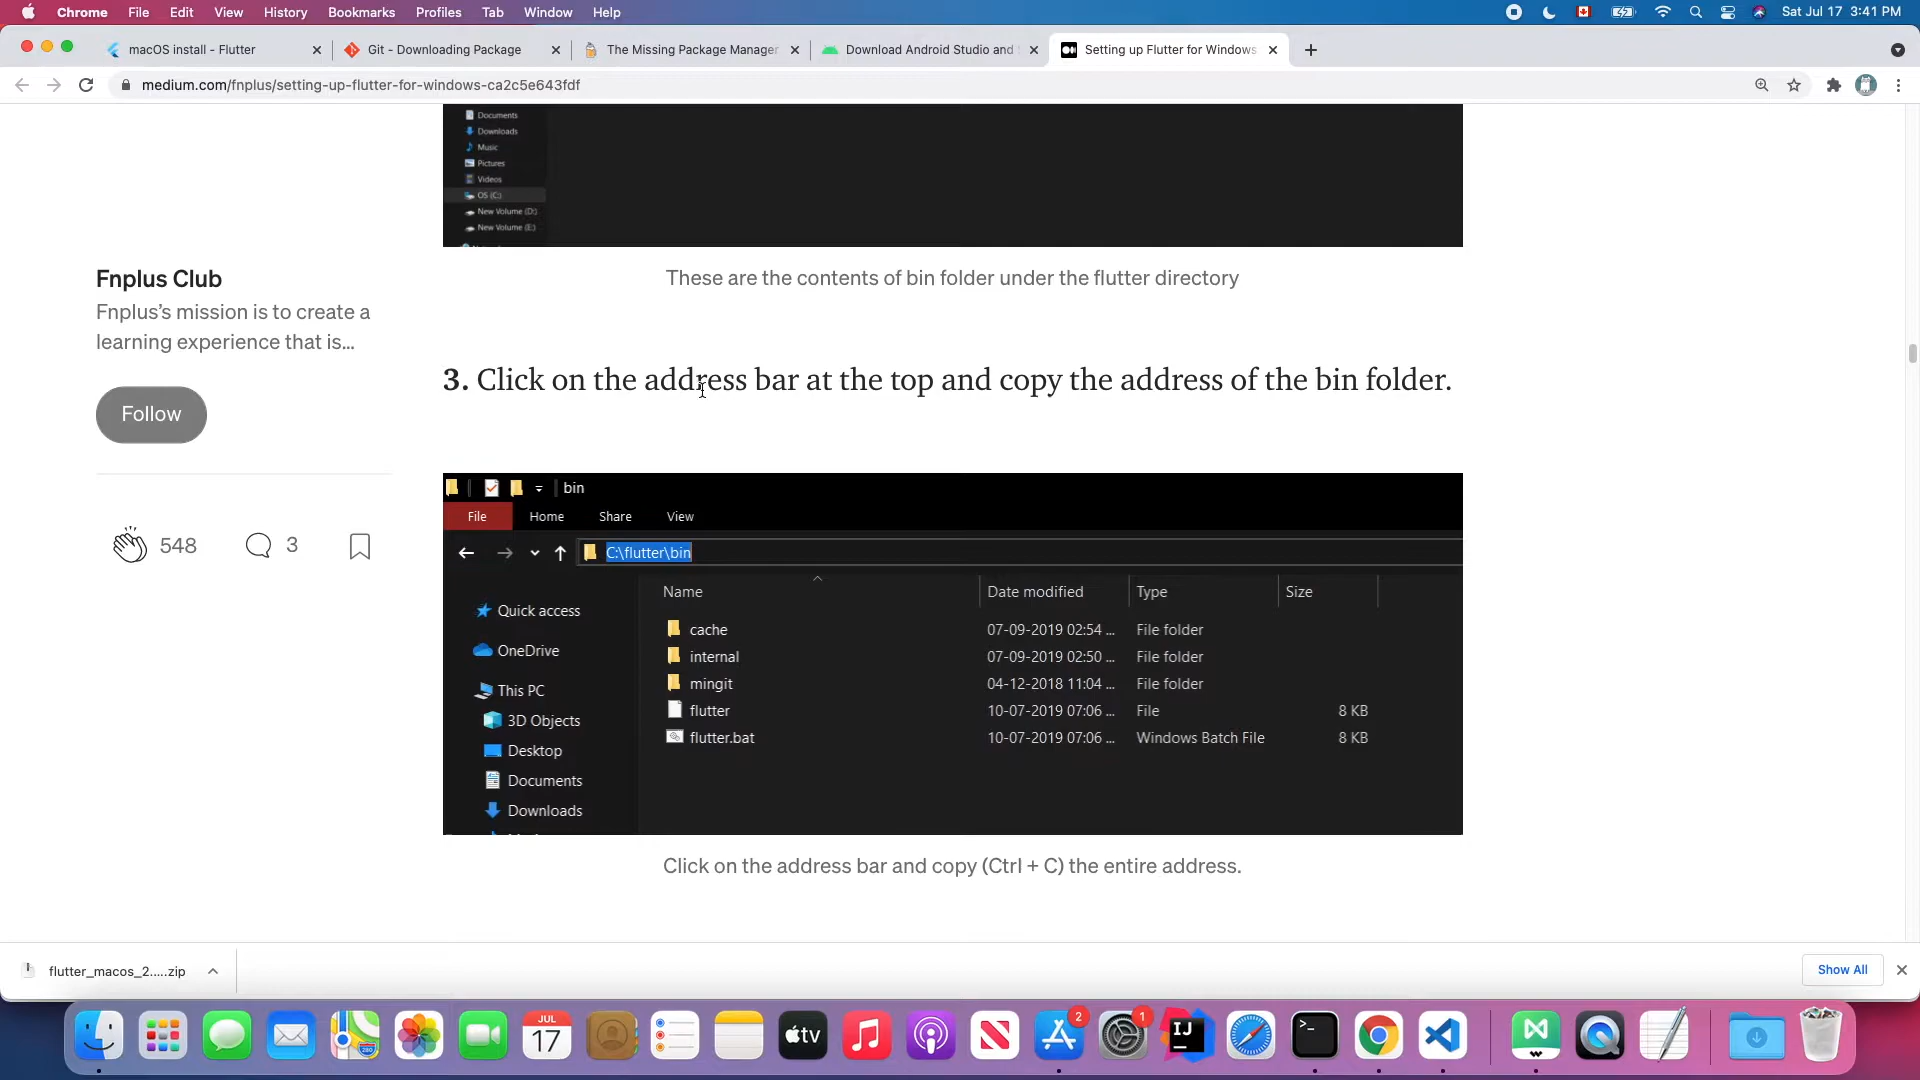 Chrome File Edit View History Bookmarks Profiles Tab Window Help
Sat Jul 17 3:41 PM
macOS install - Flutter
Git - Downloading Package
The Missing Package Manager
Download Android Studio and
Setting up Flutter for Windows
medium.com/fnplus/setting-up-flutter-for-windows-ca2c5e643fdf
Documents
Downloads
Music
Pictures
Videos
OS (C:)
New Volume (D:)
New Volume (E:)
These are the contents of bin folder under the flutter directory
Fnplus Club
Fnplus’s mission is to create a
learning experience that is...
Follow
548
3
3. Click on the address bar at the top and copy the address of the bin folder.
bin
File Home Share View
C:\flutter\bin
Name Date modified Type Size
Quick access
OneDrive
This PC
3D Objects
Desktop
Documents
Downloads
cache 07-09-2019 02:54 ... File folder
internal 07-09-2019 02:50 ... File folder
mingit 04-12-2018 11:04 ... File folder
flutter 10-07-2019 07:06 ... File 8 KB
flutter.bat 10-07-2019 07:06 ... Windows Batch File 8 KB
Click on the address bar and copy (Ctrl + C) the entire address.
flutter_macos_2.....zip
Show All
JUL
17
tv
2
1
IJ
>_